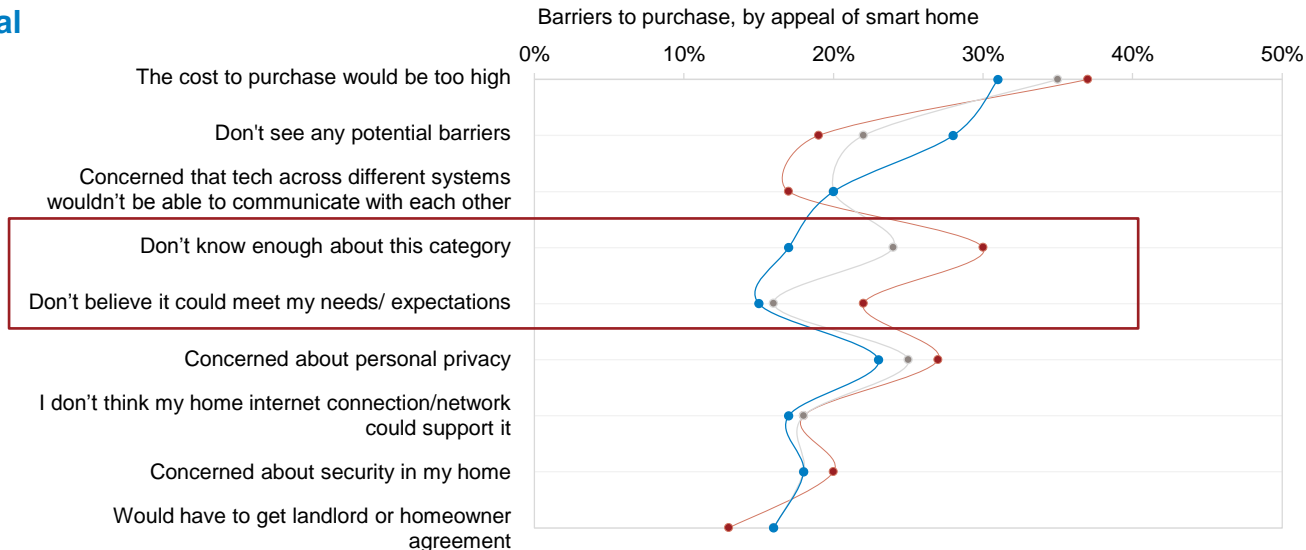 Barriers to purchase, by appeal of smart home
al
0% 10% 20% 30% 40% 50%
The cost to purchase would be too high
Don't see any potential barriers
Concerned that tech across different systems
wouldn’t be able to communicate with each other
Don’t know enough about this category
Don’t believe it could meet my needs/ expectations
Concerned about personal privacy
I don’t think my home internet connection/network
could support it
Concerned about security in my home
Would have to get landlord or homeowner
agreement